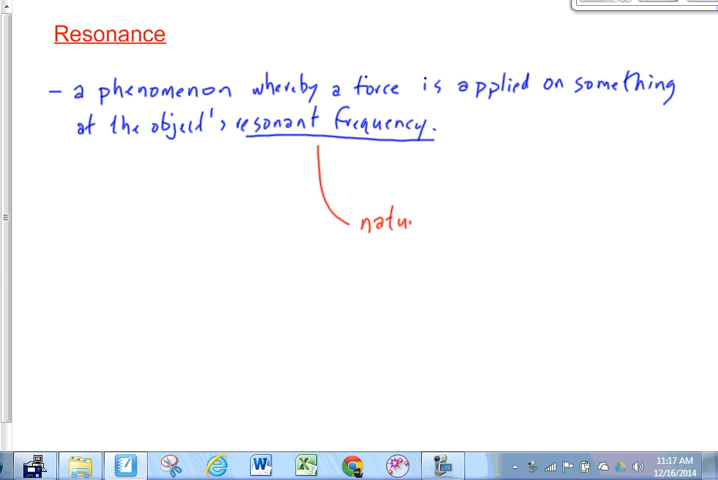 Resonance
- a phenomenon whereby a force is applied on something
at the object's resonant frequency.
natu
11:17 AM
12/16/2014